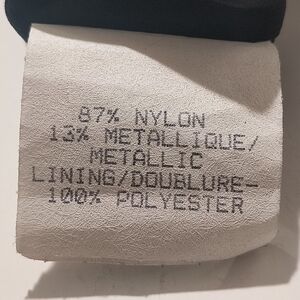 87% NYLON
13% METALLIQUE/
METALLIC
LINING/DOUBLURE-
100% POLYESTER